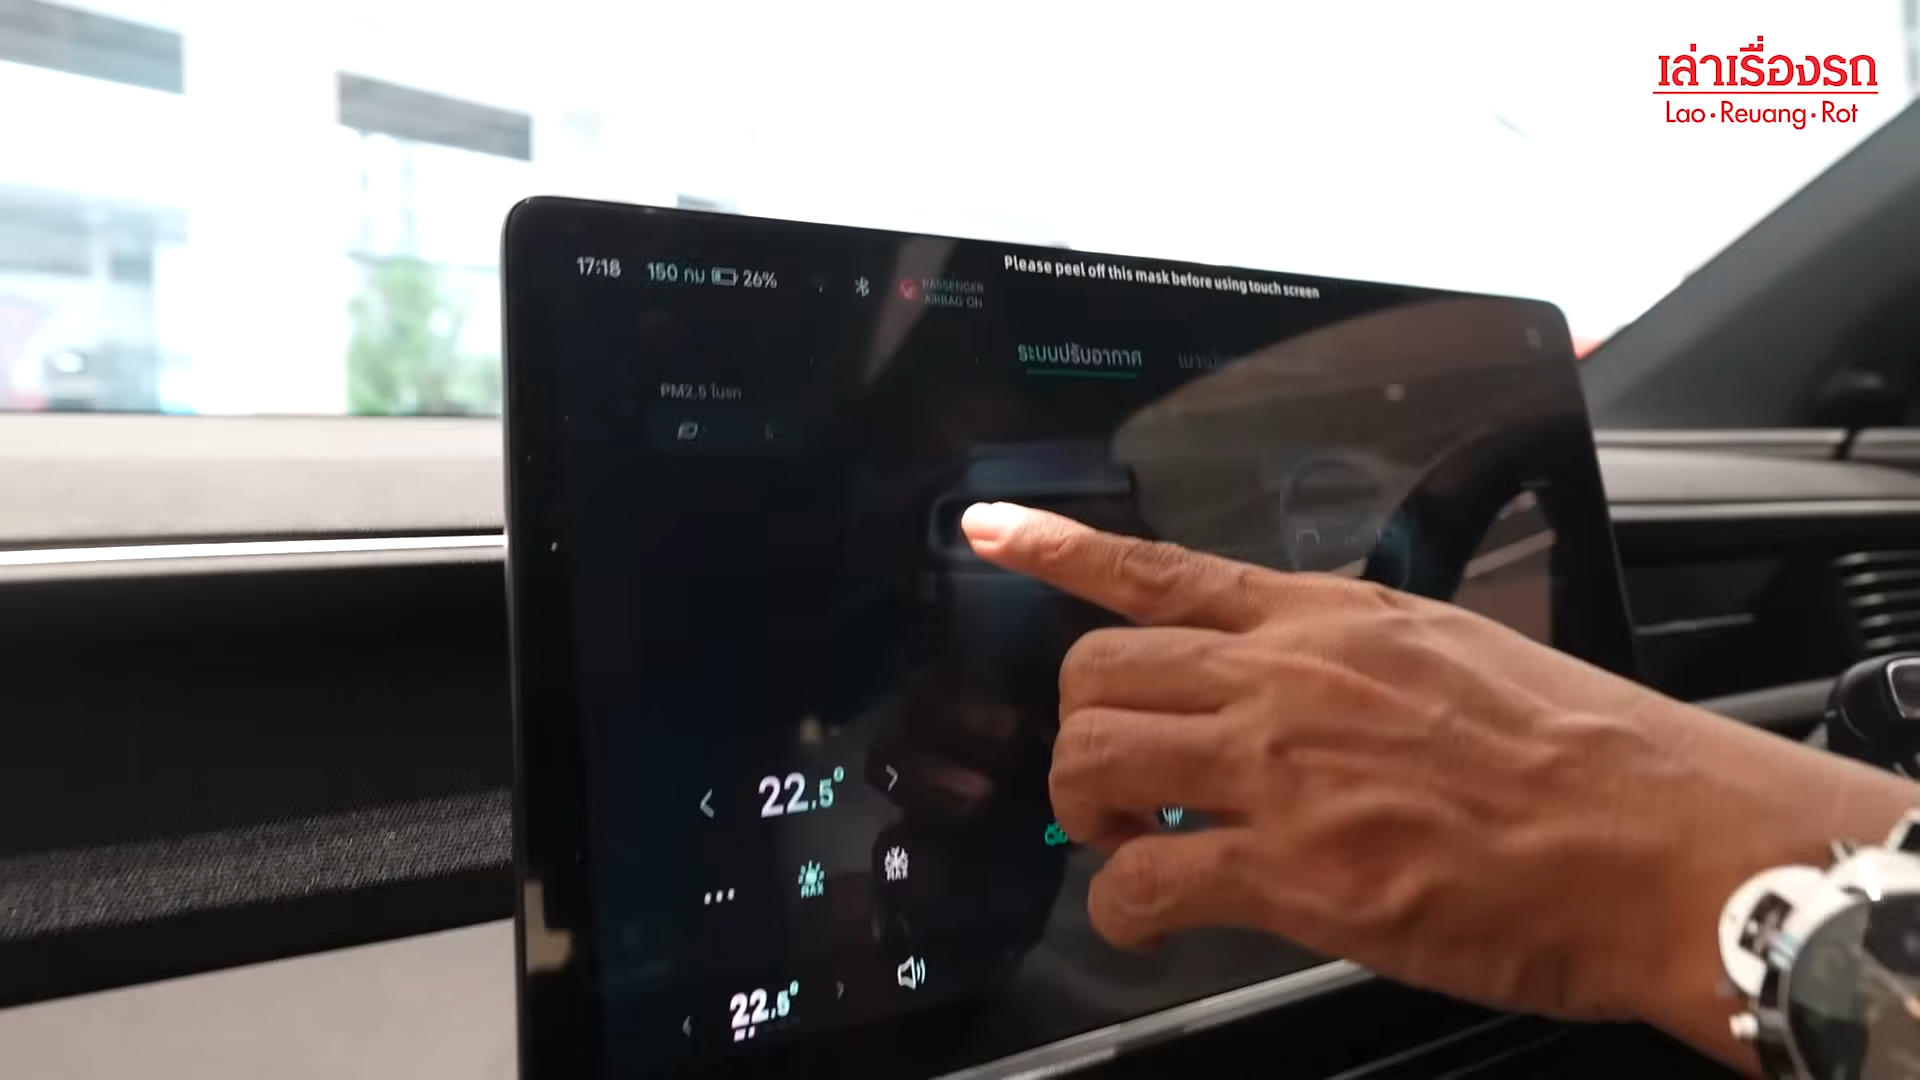 เล่าเรื่องรถ
Lao·Reuang·Rot
Please peel off this mask before using touch screen
17:18 150 กม 26%
PASSENGER
AIRBAG ON
ระบบปรับอากาศ
PM2.5 ในรถ
22.5°
MAX
MAX
22.5°